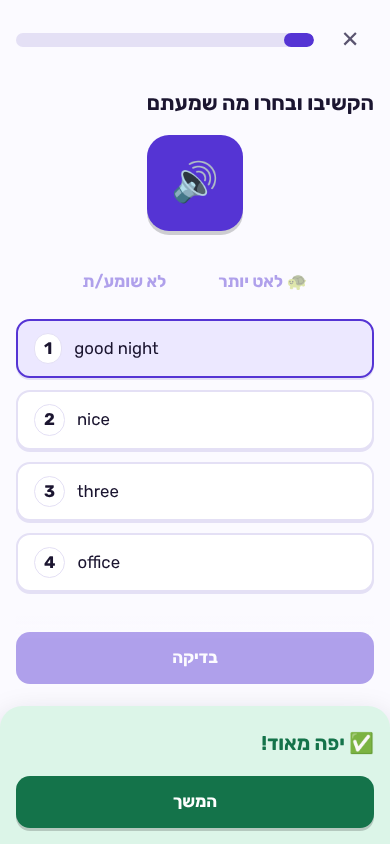 ✕
הקשיבו ובחרו מה שמעתם
🐢 לאט יותר
לא שומע/ת
1 good night
2 nice
3 three
4 office
בדיקה
✅ יפה מאוד!
המשך